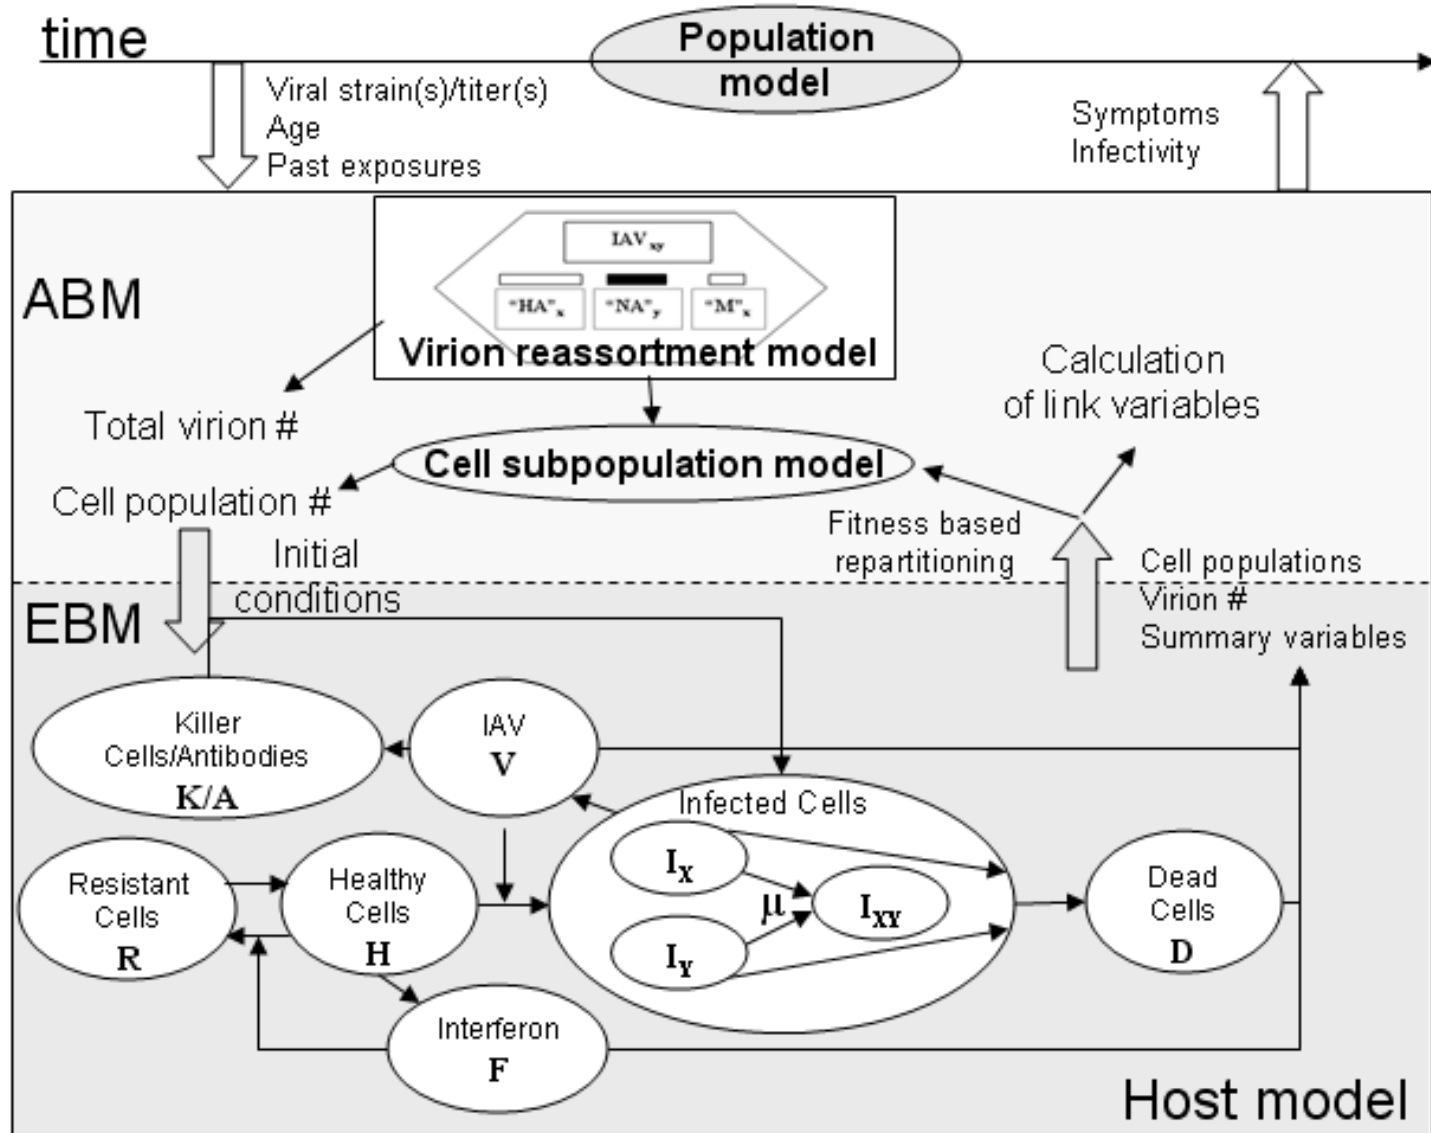 time
Population
model
Viral strain(s)/titer(s)
Age
Past exposures
Symptoms
Infectivity
ABM
IAVxy
"HA"x
"NA"y
"M"x
Virion reassortment model
Total virion #
Cell subpopulation model
Cell population #
Calculation
of link variables
Fitness based
repartitioning
Initial
conditions
Cell populations
Virion #
Summary variables
EBM
Killer
Cells/Antibodies
K/A
IAV
V
Infected Cells
IX
μ
IXY
IY
Resistant
Cells
R
Healthy
Cells
H
Dead
Cells
D
Interferon
F
Host model